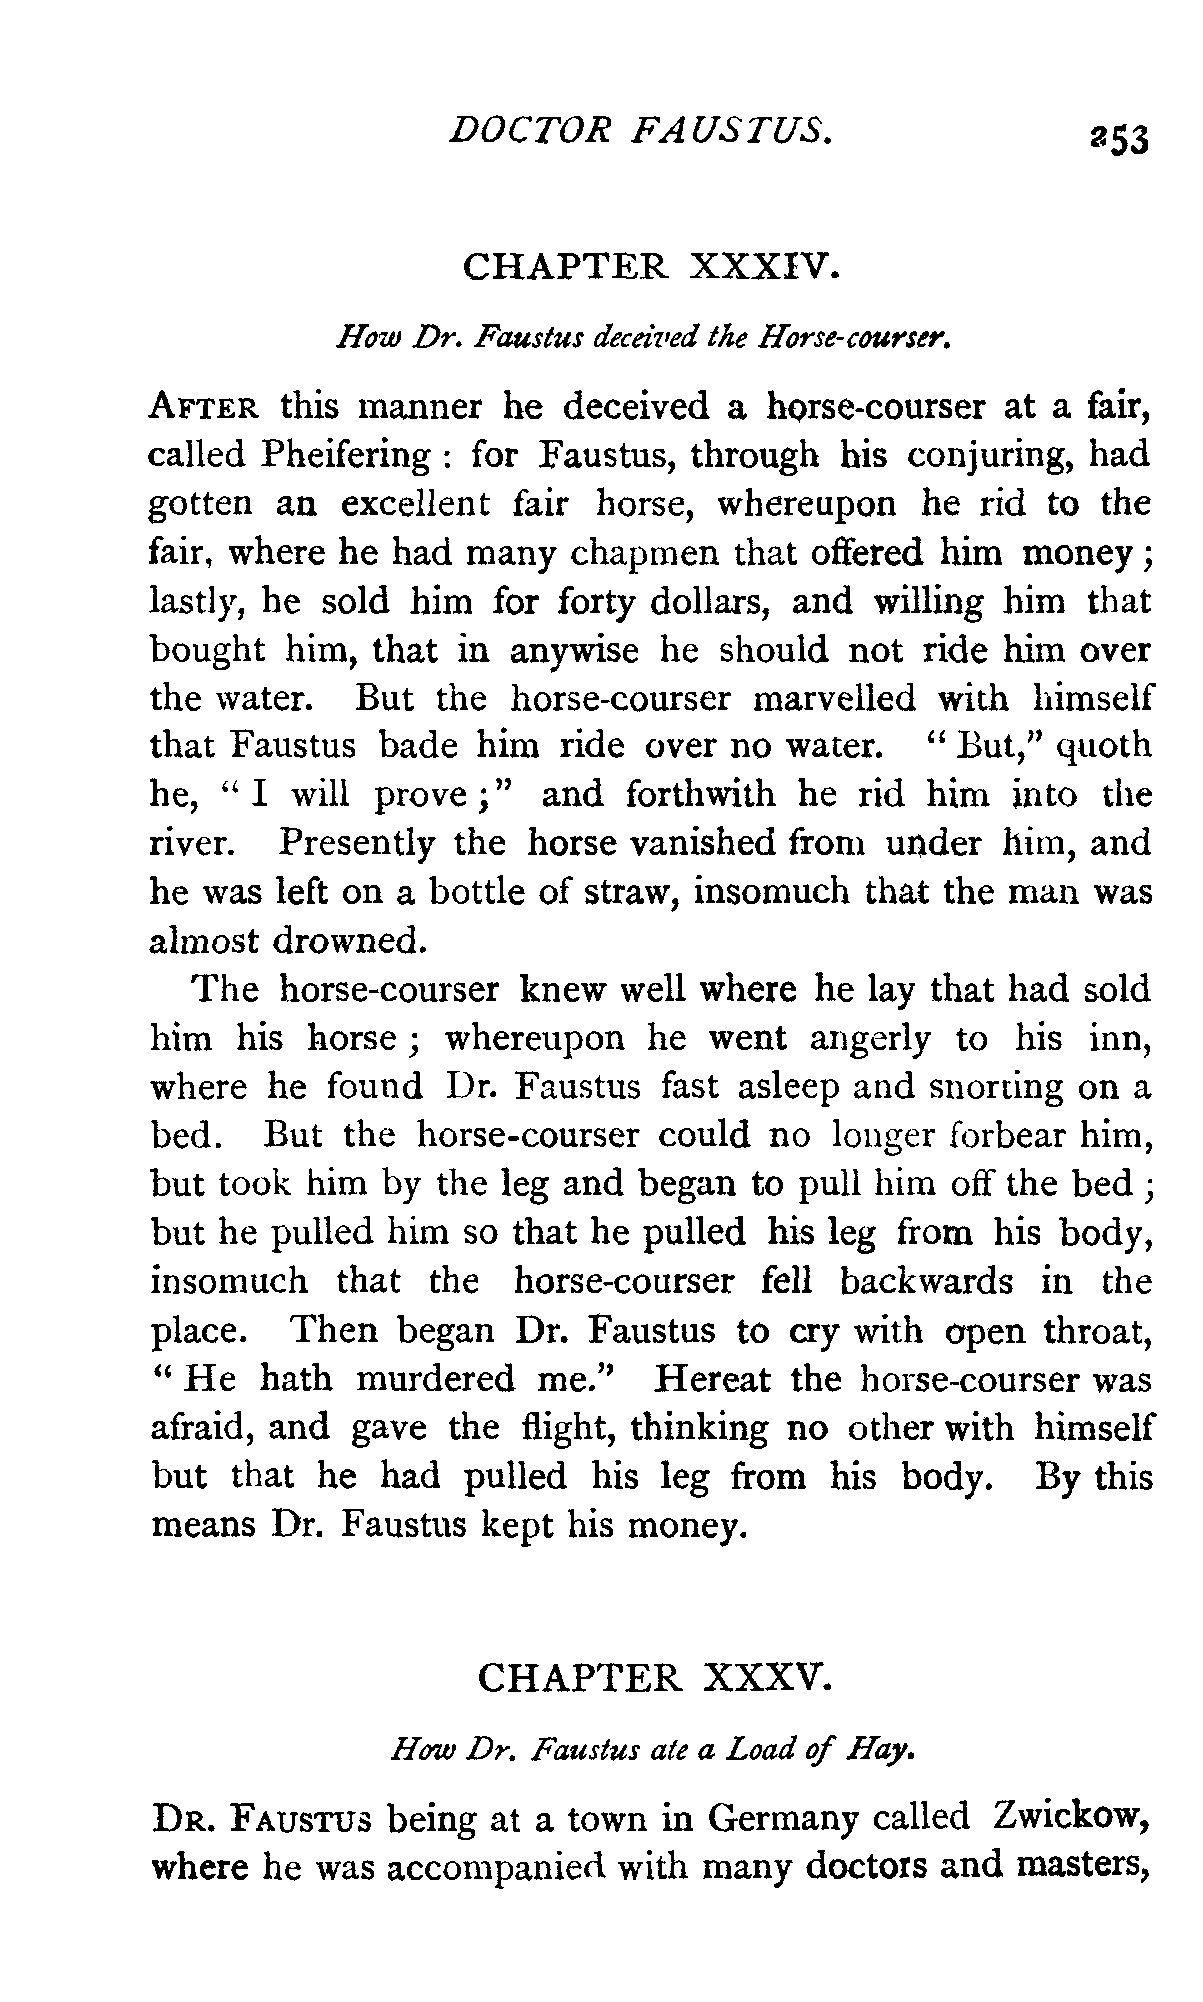 DOCTOR FAUSTUS. 253
CHAPTER XXXIV.
How Dr. Faustus deceived the Horse-courser.
AFTER this manner he deceived a horse-courser at a fair,
called Pheifering : for Faustus, through his conjuring, had
gotten an excellent fair horse, whereupon he rid to the
fair, where he had many chapmen that offered him money ;
lastly, he sold him for forty dollars, and willing him that
bought him, that in anywise he should not ride him over
the water. But the horse-courser marvelled with himself
that Faustus bade him ride over no water. " But," quoth
he, " I will prove ;" and forthwith he rid him into the
river. Presently the horse vanished from under him, and
he was left on a bottle of straw, insomuch that the man was
almost drowned.
The horse-courser knew well where he lay that had sold
him his horse ; whereupon he went angerly to his inn,
where he found Dr. Faustus fast asleep and snorting on a
bed. But the horse-courser could no longer forbear him,
but took him by the leg and began to pull him off the bed ;
but he pulled him so that he pulled his leg from his body,
insomuch that the horse-courser fell backwards in the
place. Then began Dr. Faustus to cry with open throat,
" He hath murdered me." Hereat the horse-courser was
afraid, and gave the flight, thinking no other with himself
but that he had pulled his leg from his body. By this
means Dr. Faustus kept his money.
CHAPTER XXXV.
How Dr. Faustus ate a Load of Hay.
DR. FAUSTUS being at a town in Germany called Zwickow,
where he was accompanied with many doctors and masters,